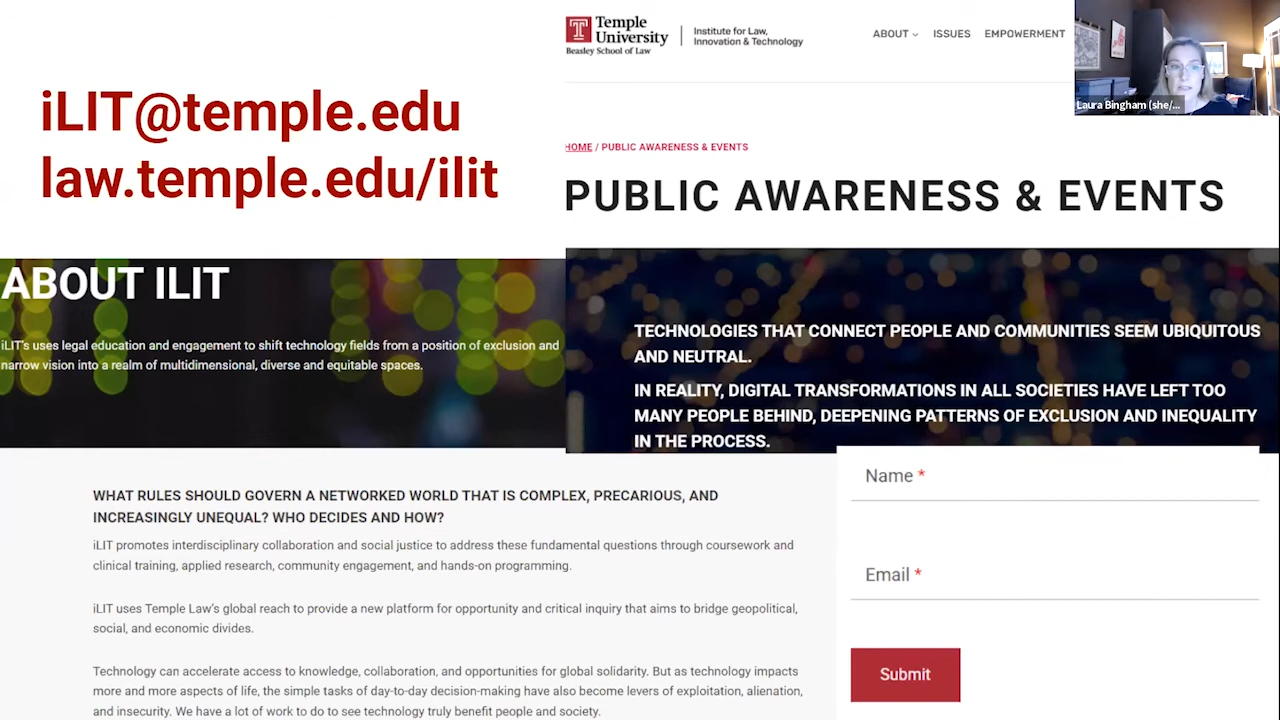 iLIT@temple.edu
law.temple.edu/ilit
ABOUT ILIT
iLIT's uses legal education and engagement to shift technology fields from a position of exclusion and
narrow vision into a realm of multidimensional, diverse and equitable spaces.
WHAT RULES SHOULD GOVERN A NETWORKED WORLD THAT IS COMPLEX, PRECARIOUS, AND
INCREASINGLY UNEQUAL? WHO DECIDES AND HOW?
iLIT promotes interdisciplinary collaboration and social justice to address these fundamental questions through coursework and
clinical training, applied research, community engagement, and hands-on programming.
iLIT uses Temple Law's global reach to provide a new platform for opportunity and critical inquiry that aims to bridge geopolitical,
social, and economic divides.
Technology can accelerate access to knowledge, collaboration, and opportunities for global solidarity. But as technology impacts
more and more aspects of life, the simple tasks of day-to-day decision-making have also become levers of exploitation, alienation,
and insecurity. We have a lot of work to do to see technology truly benefit people and society.
Temple
University
Beasley School of Law
Institute for Law,
Innovation & Technology
ABOUT ISSUES EMPOWERMENT
Laura Bingham (she/...
HOME / PUBLIC AWARENESS & EVENTS
PUBLIC AWARENESS & EVENTS
TECHNOLOGIES THAT CONNECT PEOPLE AND COMMUNITIES SEEM UBIQUITOUS
AND NEUTRAL.
IN REALITY, DIGITAL TRANSFORMATIONS IN ALL SOCIETIES HAVE LEFT TOO
MANY PEOPLE BEHIND, DEEPENING PATTERNS OF EXCLUSION AND INEQUALITY
IN THE PROCESS.
Name *
Email *
Submit